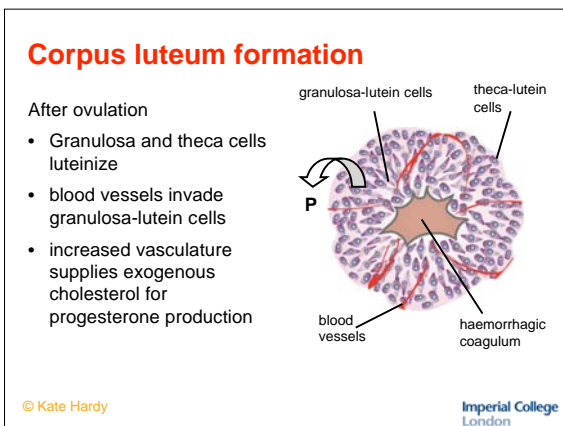 Corpus luteum formation
After ovulation
• Granulosa and theca cells
luteinize
• blood vessels invade
granulosa-lutein cells
• increased vasculature
supplies exogenous
cholesterol for
progesterone production
granulosa-lutein cells
theca-lutein
cells
P
blood
vessels
haemorrhagic
coagulum
© Kate Hardy
Imperial College
London